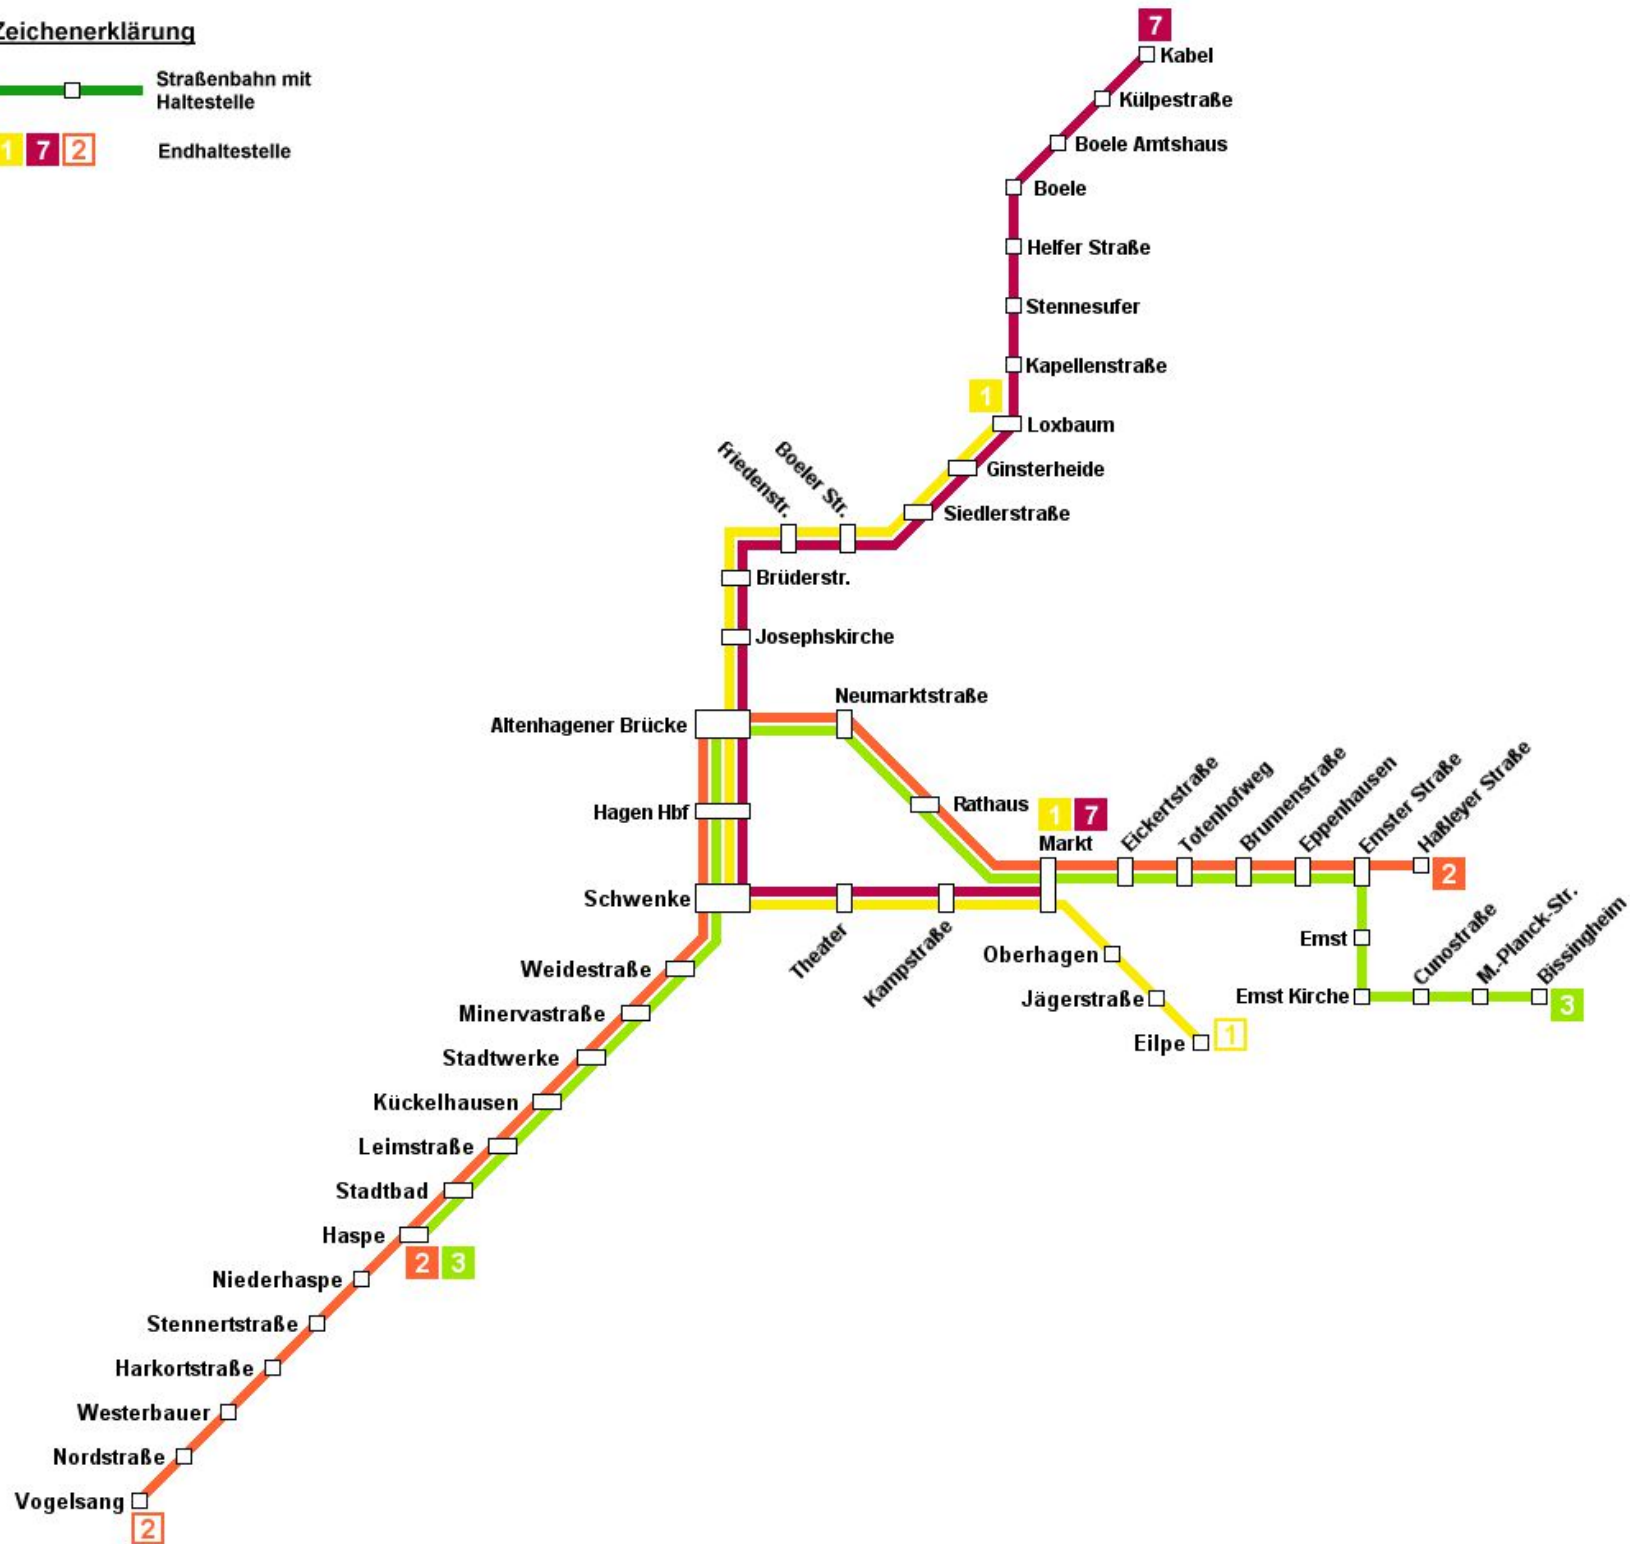 Zeichenerklärung
Straßenbahn mit
Haltestelle
1 7 2
Endhaltestelle
7
Kabel
Külpestraße
Boele Amtshaus
Boele
Helfer Straße
Stennesufer
Kapellenstraße
1
Loxbaum
Ginsterheide
Siedlerstraße
Friedenstr.
Boeler Str.
Brüderstr.
Josephskirche
Altenhagener Brücke
Neumarktstraße
Hagen Hbf
Rathaus
1 7
Markt
Eickertstraße
Totenhofweg
Brunnenstraße
Eppenhausen
Emster Straße
Haßleyer Straße
2
Schwenke
Theater
Kampstraße
Oberhagen
Jägerstraße
Eilpe
1
Emst
Emst Kirche
Cunostraße
M.-Planck-Str.
Bissingheim
3
Weidestraße
Minervastraße
Stadtwerke
Kückelhausen
Leimstraße
Stadtbad
Haspe
2 3
Niederhaspe
Stennertstraße
Harkortstraße
Westerbauer
Nordstraße
Vogelsang
2